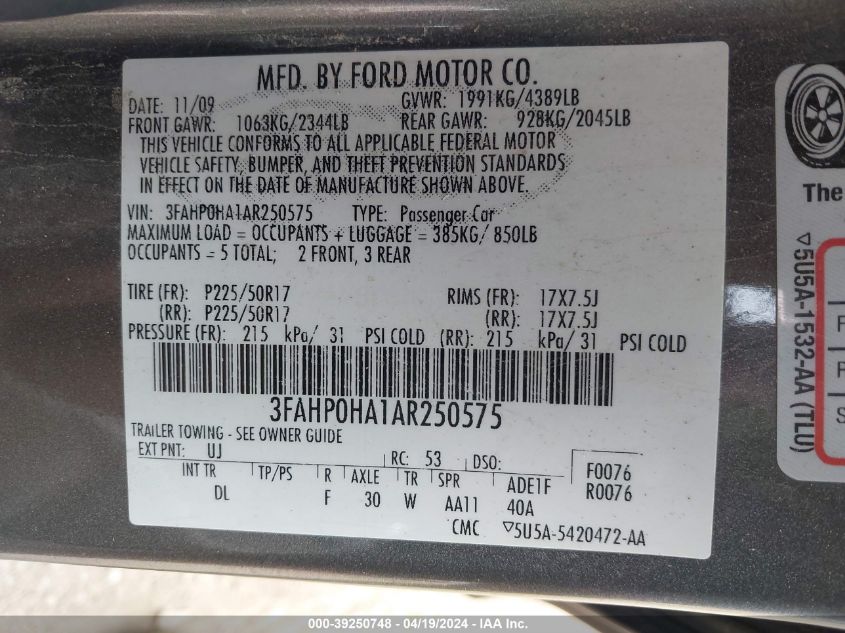 MFD. BY FORD MOTOR CO.
DATE: 11/09 GVWR: 1991KG/4389LB
FRONT GAWR: 1063KG/2344LB REAR GAWR: 928KG/2045LB
THIS VEHICLE CONFORMS TO ALL APPLICABLE FEDERAL MOTOR
VEHICLE SAFETY, BUMPER, AND THEFT PREVENTION STANDARDS
IN EFFECT ON THE DATE OF MANUFACTURE SHOWN ABOVE.
VIN: 3FAHP0HA1AR250575 TYPE: Passenger Car
MAXIMUM LOAD = OCCUPANTS + LUGGAGE = 385KG/ 850LB
OCCUPANTS = 5 TOTAL; 2 FRONT, 3 REAR
TIRE (FR): P225/50R17 RIMS (FR): 17X7.5J
(RR): P225/50R17 (RR): 17X7.5J
PRESSURE (FR): 215 kPa/ 31 PSI COLD (RR): 215 kPa/ 31 PSI COLD
3FAHP0HA1AR250575
TRAILER TOWING - SEE OWNER GUIDE
EXT PNT: UJ RC: 53 DSO: F0076
INT TR TP/PS R AXLE TR SPR ADE1F R0076
DL F 30 W AA11 40A
CMC ▽5U5A-5420472-AA
The
▽5U5A-1532-AA (TLU)
F
F
S
000-39250748 - 04/19/2024 - IAA Inc.